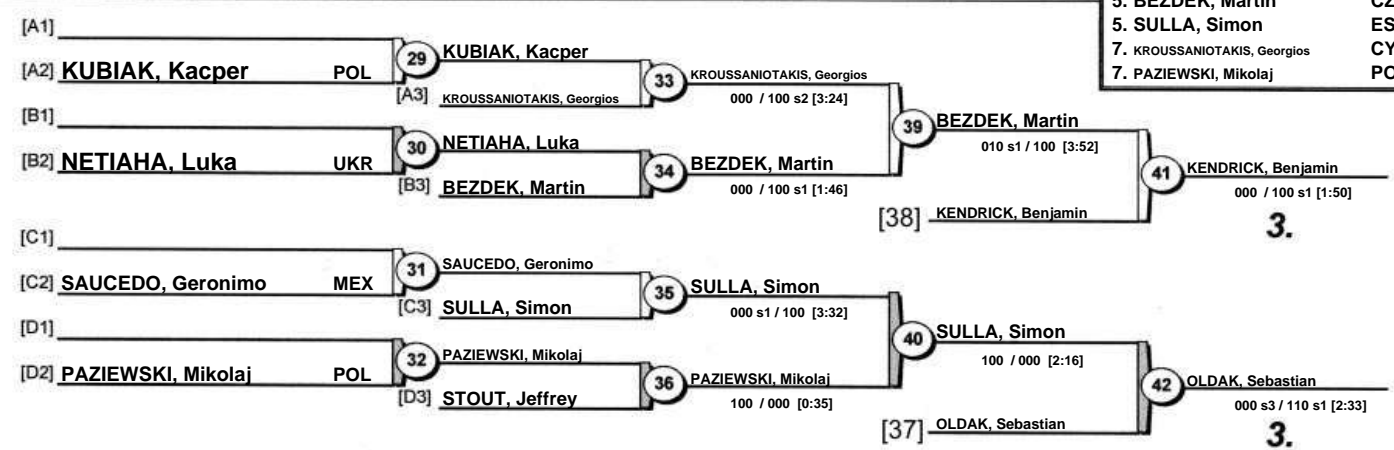 5. BEZDEK, Martin CZ
5. SULLA, Simon ES
7. KROUSSANIOTAKIS, Georgios CY
7. PAZIEWSKI, Mikolaj PO
[A1]
[A2] KUBIAK, Kacper POL
29
KUBIAK, Kacper
[A3] KROUSSANIOTAKIS, Georgios
33
KROUSSANIOTAKIS, Georgios
000 / 100 s2 [3:24]
[B1]
[B2] NETIAHA, Luka UKR
30
NETIAHA, Luka
[B3] BEZDEK, Martin
34
BEZDEK, Martin
000 / 100 s1 [1:46]
39
BEZDEK, Martin
010 s1 / 100 [3:52]
[38] KENDRICK, Benjamin
41
KENDRICK, Benjamin
000 / 100 s1 [1:50]
3.
[C1]
[C2] SAUCEDO, Geronimo MEX
31
SAUCEDO, Geronimo
[C3] SULLA, Simon
35
SULLA, Simon
000 s1 / 100 [3:32]
[D1]
[D2] PAZIEWSKI, Mikolaj POL
32
PAZIEWSKI, Mikolaj
[D3] STOUT, Jeffrey
36
PAZIEWSKI, Mikolaj
100 / 000 [0:35]
40
SULLA, Simon
100 / 000 [2:16]
[37] OLDAK, Sebastian
42
OLDAK, Sebastian
000 s3 / 110 s1 [2:33]
3.